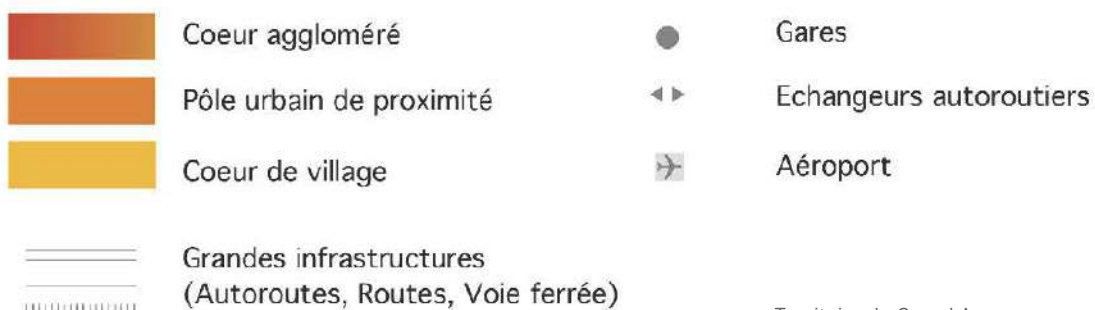 Coeur aggloméré
Pôle urbain de proximité
Coeur de village
Grandes infrastructures
(Autoroutes, Routes, Voie ferrée)
Gares
Echangeurs autoroutiers
Aéroport